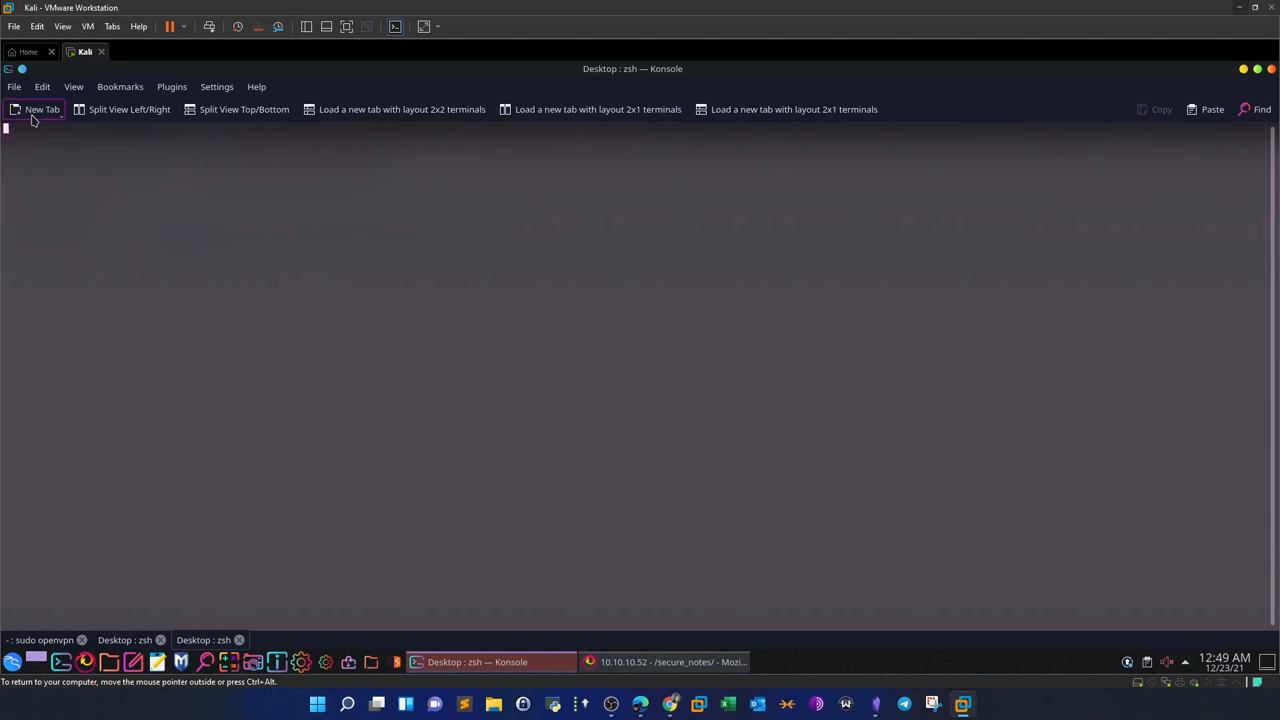 Kali - VMware Workstation
File Edit View VM Tabs Help
Home Kali
Desktop : zsh — Konsole
File Edit View Bookmarks Plugins Settings Help
New Tab Split View Left/Right Split View Top/Bottom Load a new tab with layout 2x2 terminals Load a new tab with layout 2x1 terminals Load a new tab with layout 2x1 terminals Copy Paste Find
- : sudo openvpn Desktop : zsh Desktop : zsh
Desktop : zsh — Konsole 10.10.10.52 - /secure_notes/ - Mozi... 12:49 AM
12/23/21
To return to your computer, move the mouse pointer outside or press Ctrl+Alt.